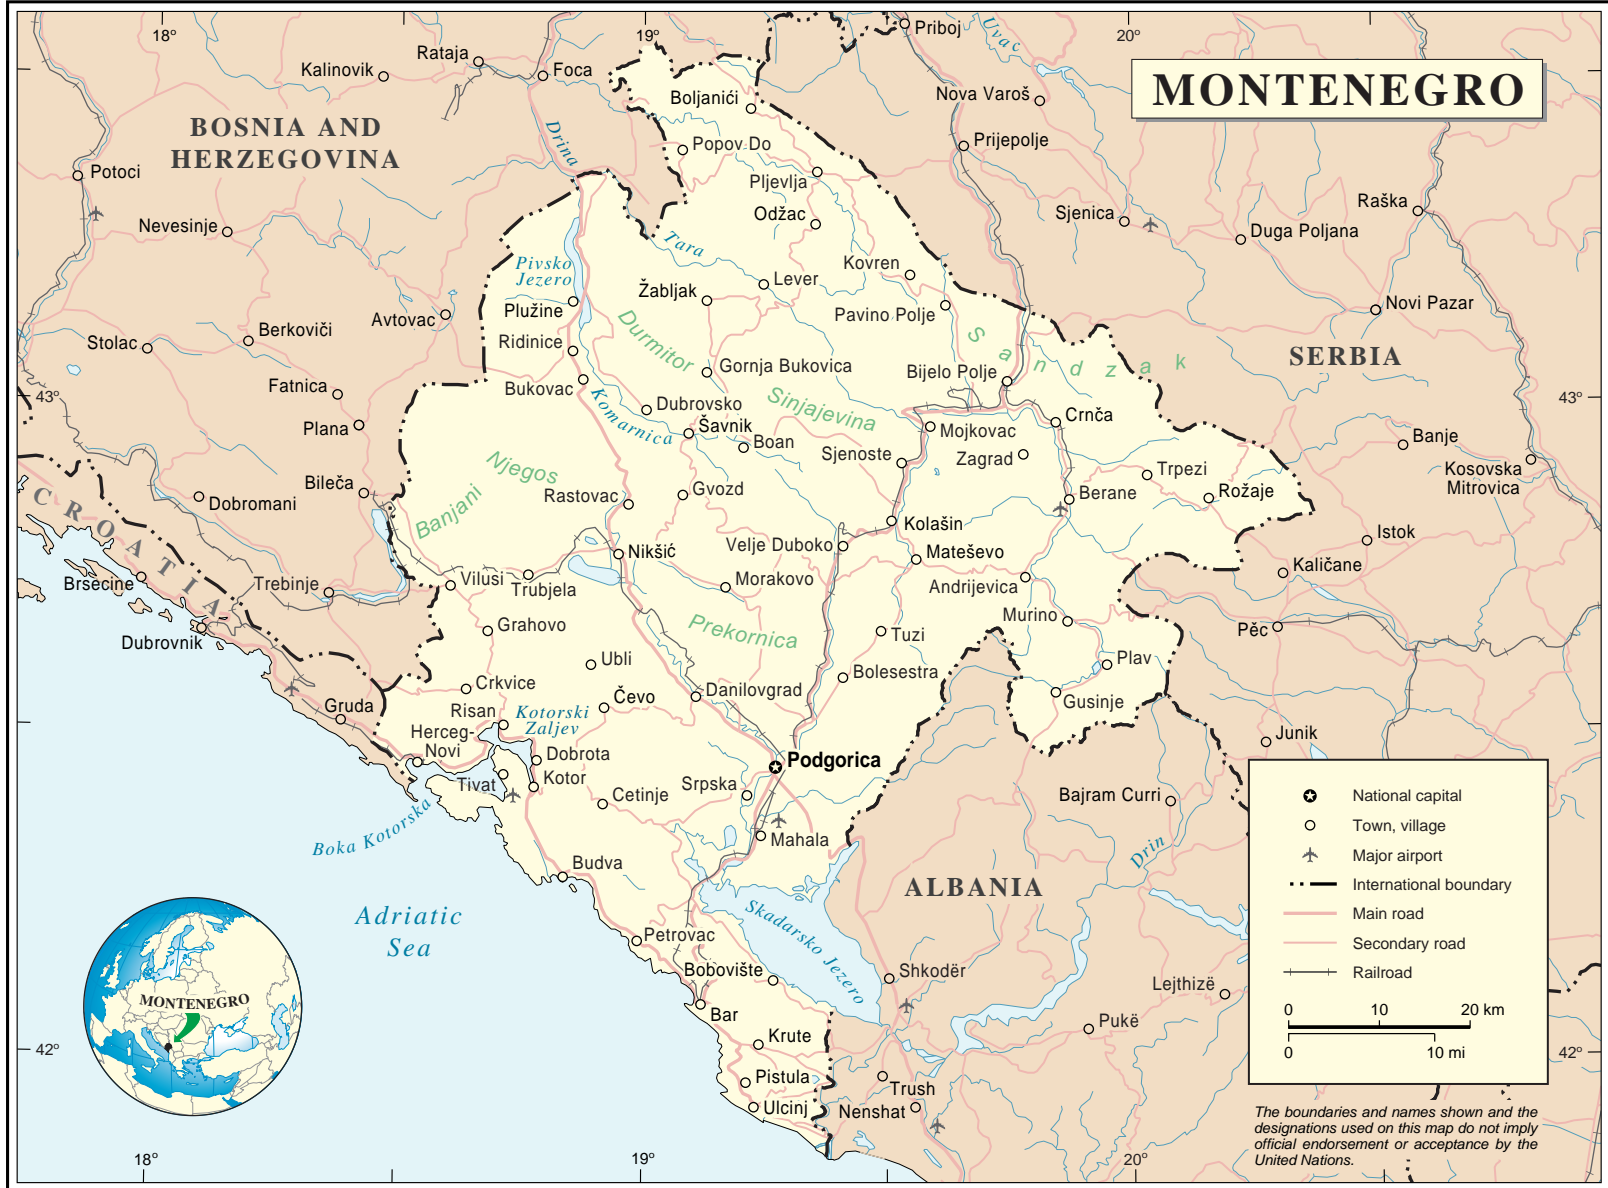 18°
19°
20°
MONTENEGRO
Priboj
Uvac
Rataja
Foca
Kalinovik
Boljanići
Nova Varoš
BOSNIA AND
HERZEGOVINA
Drina
Popov Do
Prijepolje
Potoci
Pljevlja
Raška
Nevesinje
Odžac
Sjenica
Duga Poljana
Tara
Pivsko
Jezero
Kovren
Lever
Žabljak
Plužine
Pavino Polje
Novi Pazar
Avtovac
Berkoviči
Stolac
Ridinice
Durmitor
Sandzak
SERBIA
Gornja Bukovica
Bijelo Polje
Fatnica
Bukovac
43°
43°
Komarnica
Dubrovsko
Sinjajevina
Crnča
Plana
Šavnik
Boan
Mojkovac
Banje
Sjenoste
Zagrad
Kosovska
Mitrovica
Njegos
Banjani
Trpezi
Bileča
Rastovac
Gvozd
Berane
Rožaje
CROATIA
Dobromani
Kolašin
Istok
Nikšić
Velje Duboko
Mateševo
Kaličane
Brsecine
Trebinje
Vilusi
Trubjela
Morakovo
Andrijevica
Murino
Dubrovnik
Grahovo
Prekornica
Tuzi
Pěc
Ubli
Plav
Bolesestra
Crkvice
Danilovgrad
Gusinje
Gruda
Risan
Kotorski
Zaljev
Čevo
Herceg-
Novi
Junik
Dobrota
Podgorica
Tivat
Kotor
Srpska
Cetinje
Bajram Curri
Boka Kotorska
Mahala
Drin
Budva
ALBANIA
Adriatic
Sea
Skadarsko Jezero
Petrovac
Bobovište
Shkodër
Lejthizë
Bar
Pukë
Krute
42°
42°
Pistula
Trush
Ulcinj
Nenshat
MONTENEGRO
National capital
Town, village
Major airport
International boundary
Main road
Secondary road
Railroad
0 10 20 km
0 10 mi
The boundaries and names shown and the
designations used on this map do not imply
official endorsement or acceptance by the
United Nations.
18°
19°
20°